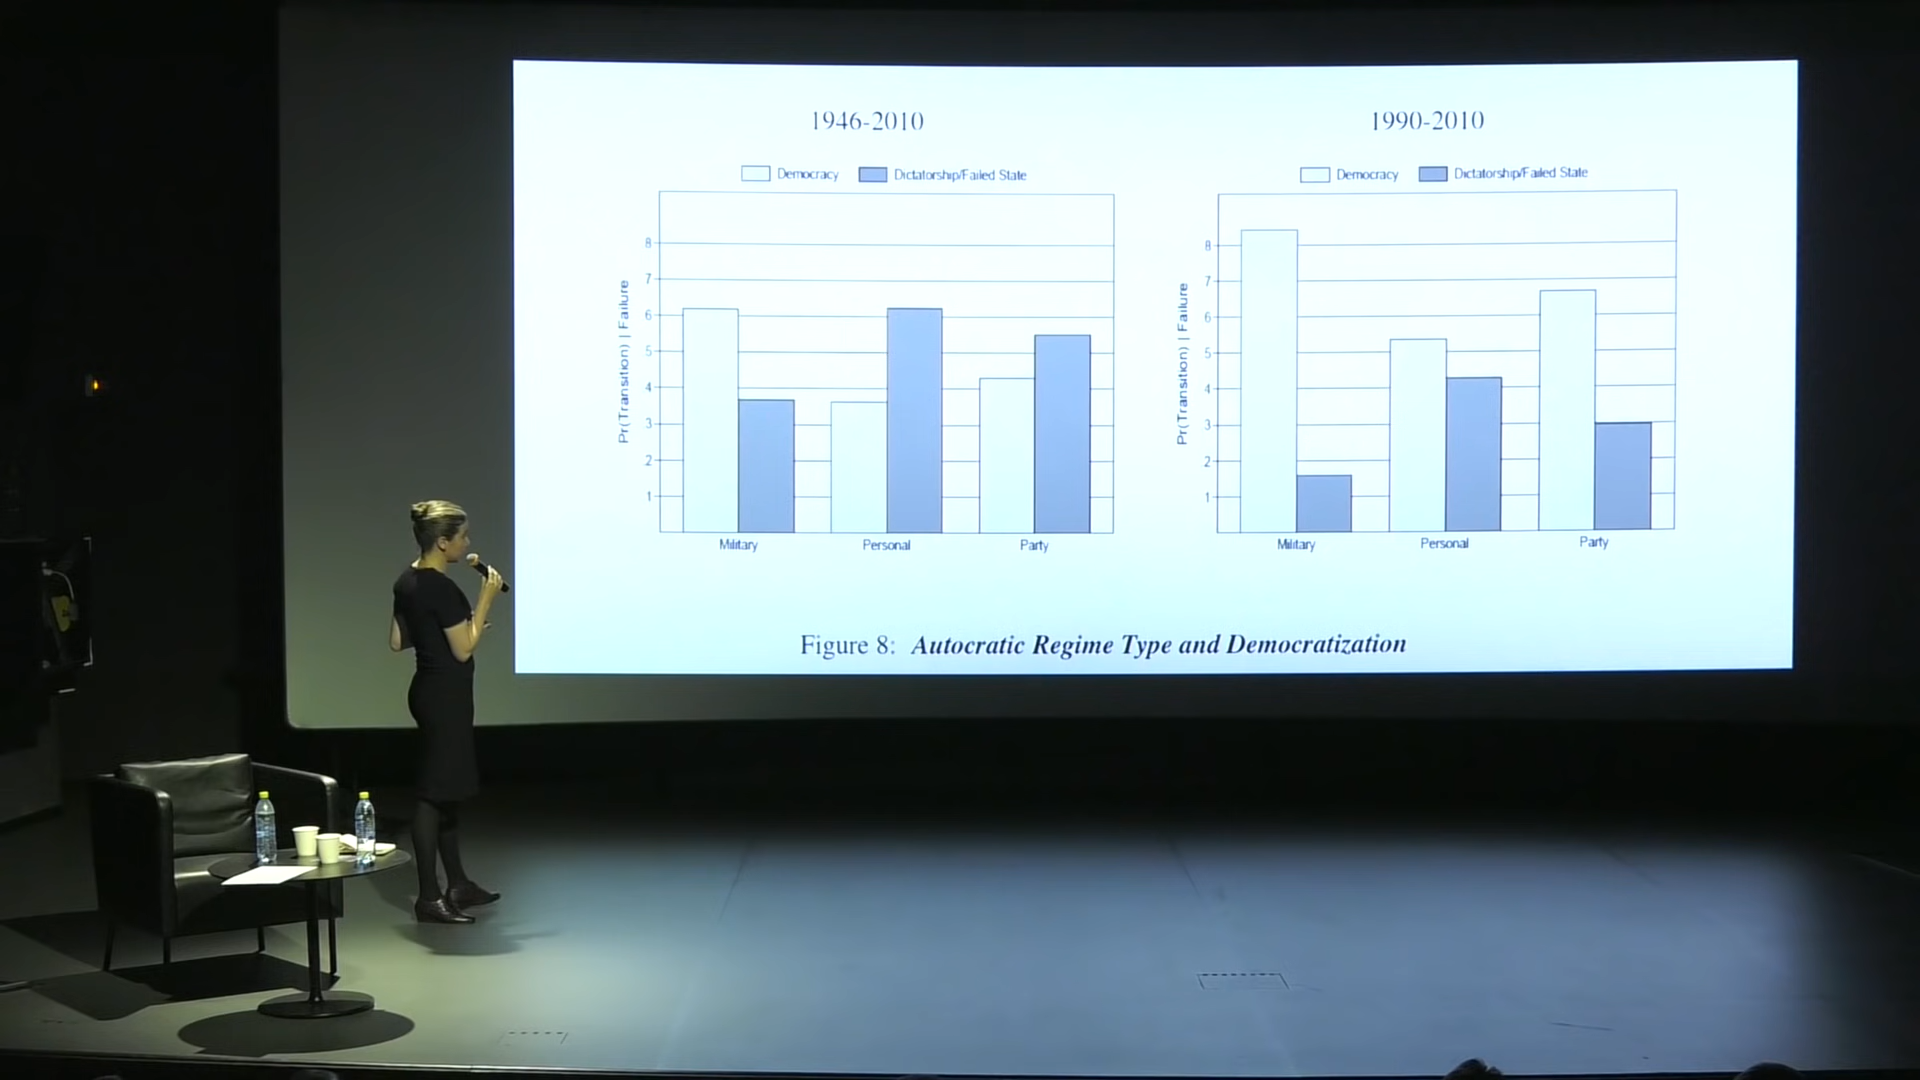 1946-2010
Democracy Dictatorship/Failed State
Pr(Transition) | Failure
8
7
6
5
4
3
2
1
Military Personal Party
1990-2010
Democracy Dictatorship/Failed State
Pr(Transition) | Failure
8
7
6
5
4
3
2
1
Military Personal Party
Figure 8: Autocratic Regime Type and Democratization